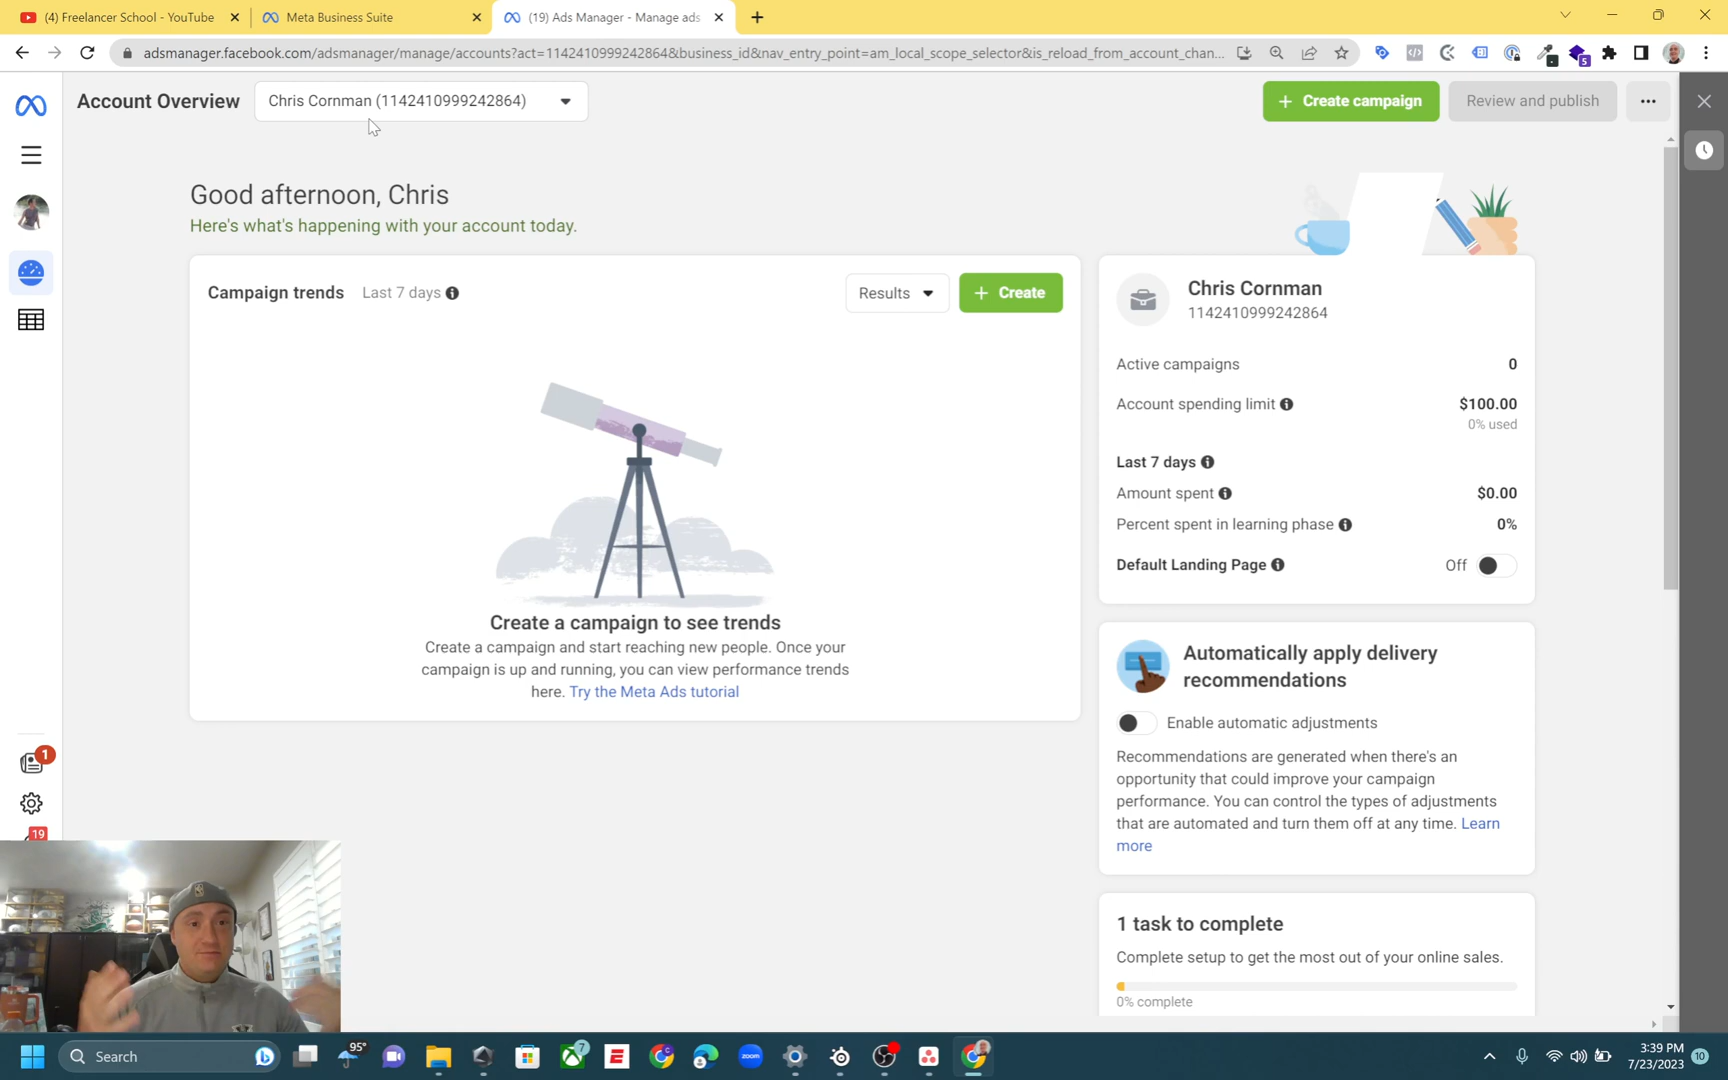 (4) Freelancer School - YouTube
Meta Business Suite
(19) Ads Manager - Manage ads
adsmanager.facebook.com/adsmanager/manage/accounts?act=1142410999242864&business_id&nav_entry_point=am_local_scope_selector&is_reload_from_account_chan...
5
Account Overview
Chris Cornman (1142410999242864)
+ Create campaign
Review and publish
...
Good afternoon, Chris
Here's what's happening with your account today.
Campaign trends
Last 7 days
Results
+ Create
Create a campaign to see trends
Create a campaign and start reaching new people. Once your
campaign is up and running, you can view performance trends
here. Try the Meta Ads tutorial
Chris Cornman
1142410999242864
Active campaigns
0
Account spending limit
$100.00
0% used
Last 7 days
Amount spent
$0.00
Percent spent in learning phase
0%
Default Landing Page
Off
Automatically apply delivery
recommendations
Enable automatic adjustments
Recommendations are generated when there's an
opportunity that could improve your campaign
performance. You can control the types of adjustments
that are automated and turn them off at any time. Learn
more
1 task to complete
Complete setup to get the most out of your online sales.
0% complete
1
19
Search
95°
7
zoom
3:39 PM
7/23/2023
10